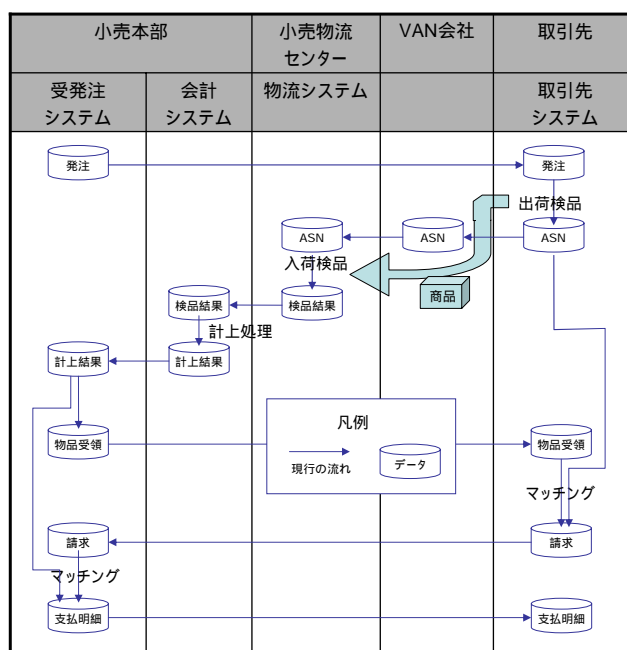 小売本部
小売物流
センター
VAN会社
取引先
受発注
システム
会計
システム
物流システム
取引先
システム
発注
発注
出荷検品
ASN
ASN
ASN
入荷検品
商品
検品結果
検品結果
計上処理
計上結果
計上結果
凡例
現行の流れ
データ
物品受領
物品受領
マッチング
請求
請求
マッチング
支払明細
支払明細